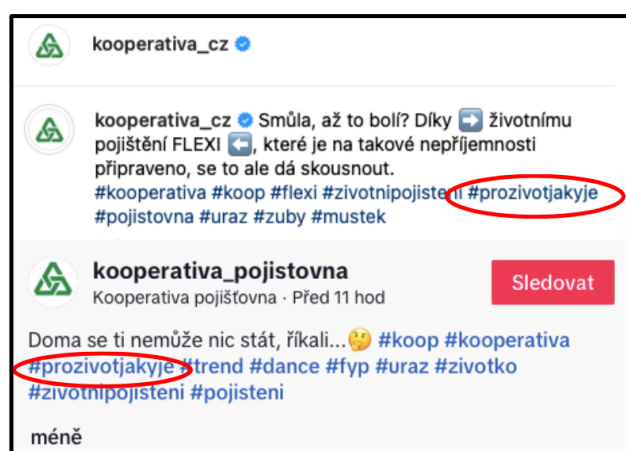 kooperativa_cz
kooperativa_cz Smůla, až to bolí? Díky ➡️ životnímu
pojištění FLEXI ⬅️, které je na takové nepříjemnosti
připraveno, se to ale dá skousnout.
#kooperativa #koop #flexi #zivotnipojisteni #prozivotjakyje
#pojistovna #uraz #zuby #mustek
kooperativa_pojistovna
Kooperativa pojišťovna · Před 11 hod
Sledovat
Doma se ti nemůže nic stát, říkali...🤔 #koop #kooperativa
#prozivotjakyje #trend #dance #fyp #uraz #zivotko
#zivotnipojisteni #pojisteni
méně